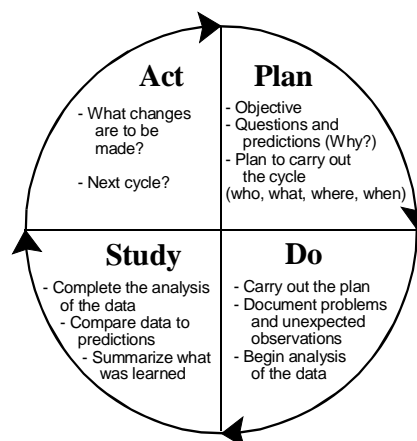 Act
- What changes
are to be
made?
- Next cycle?
Plan
- Objective
- Questions and
predictions (Why?)
- Plan to carry out
the cycle
(who, what, where, when)
Study
- Complete the analysis
of the data
- Compare data to
predictions
- Summarize what
was learned
Do
- Carry out the plan
- Document problems
and unexpected
observations
- Begin analysis
of the data